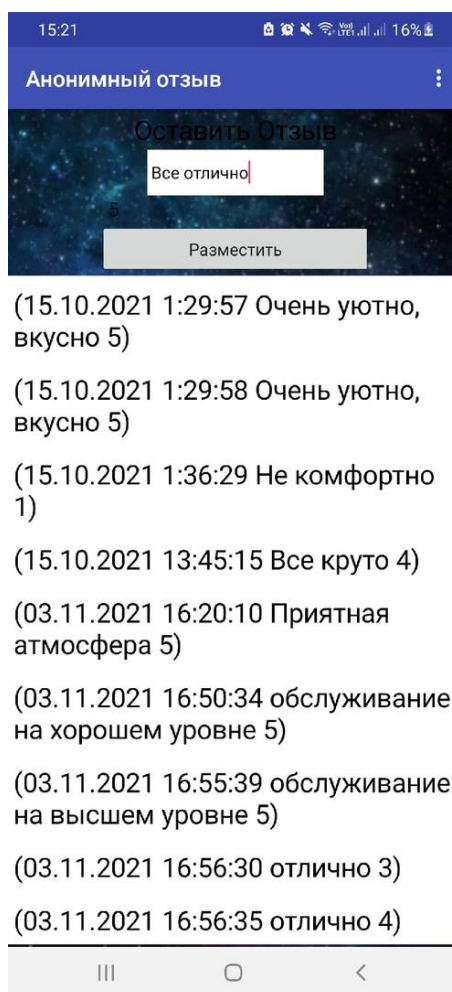 15:21 Vo)) LTE1 16%
Анонимный отзыв
Оставить Отзыв
Все отлично
5
Разместить
(15.10.2021 1:29:57 Очень уютно,
вкусно 5)
(15.10.2021 1:29:58 Очень уютно,
вкусно 5)
(15.10.2021 1:36:29 Не комфортно
1)
(15.10.2021 13:45:15 Все круто 4)
(03.11.2021 16:20:10 Приятная
атмосфера 5)
(03.11.2021 16:50:34 обслуживание
на хорошем уровне 5)
(03.11.2021 16:55:39 обслуживание
на высшем уровне 5)
(03.11.2021 16:56:30 отлично 3)
(03.11.2021 16:56:35 отлично 4)